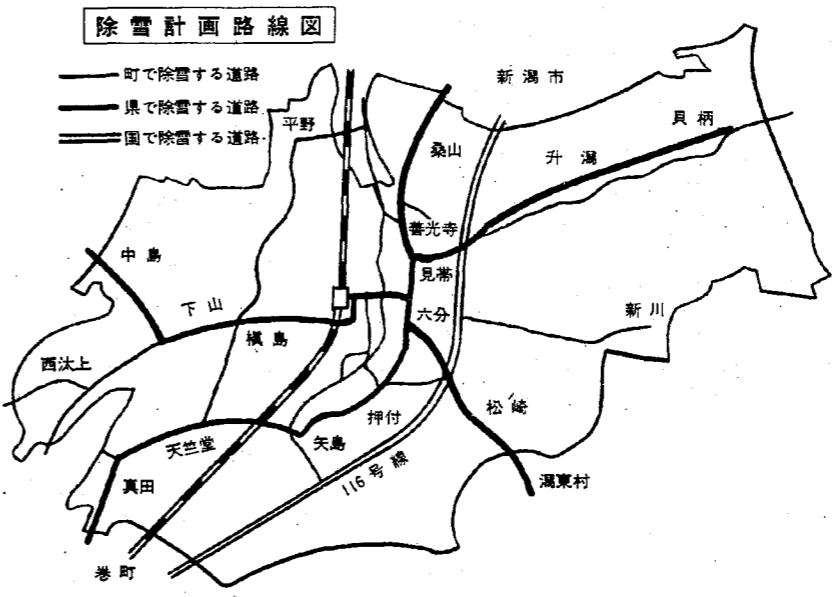 除雪計画路線図
町で除雪する道路
県で除雪する道路
国で除雪する道路
新潟市
平野
桑山
升潟
貝柄
善光寺
中島
見帯
下山
六分
新川
槇島
西汰上
松崎
押付
天竺堂
矢島
真田
116号線
潟東村
巻町